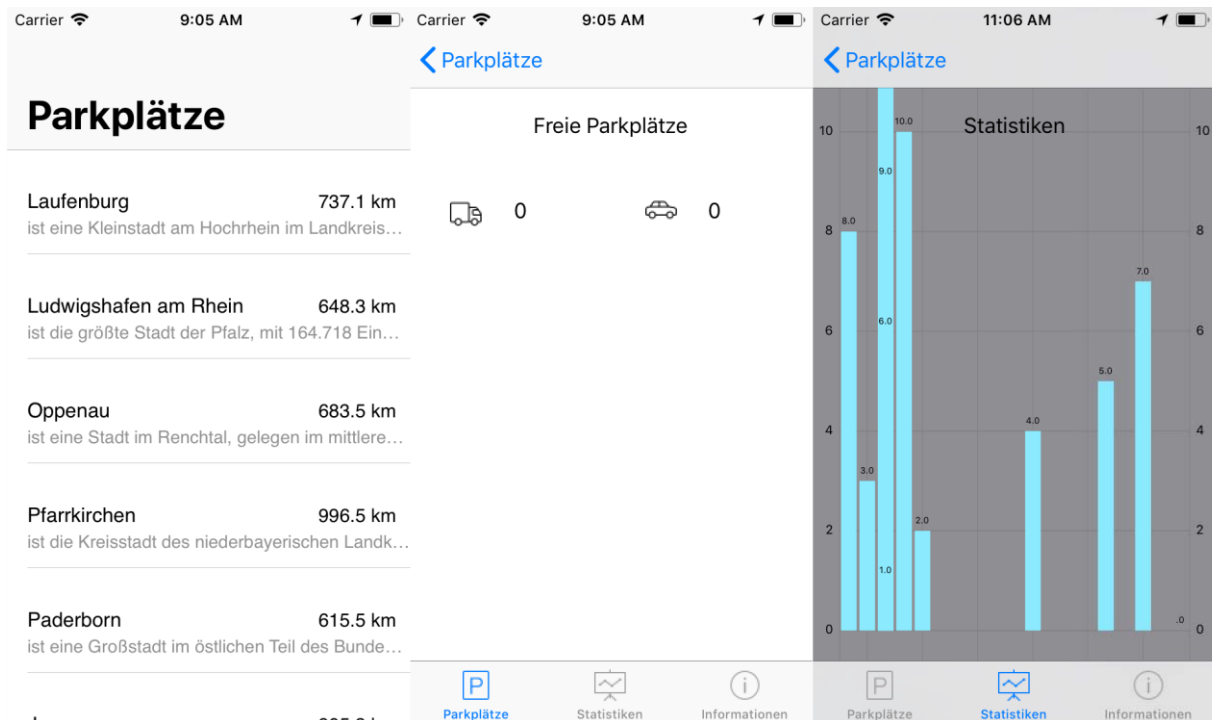 Carrier 9:05 AM
Parkplätze
Laufenburg 737.1 km
ist eine Kleinstadt am Hochrhein im Landkreis…
Ludwigshafen am Rhein 648.3 km
ist die größte Stadt der Pfalz, mit 164.718 Ein…
Oppenau 683.5 km
ist eine Stadt im Renchtal, gelegen im mittlere…
Pfarrkirchen 996.5 km
ist die Kreisstadt des niederbayerischen Landk…
Paderborn 615.5 km
ist eine Großstadt im östlichen Teil des Bunde…
Carrier 9:05 AM
Parkplätze
Freie Parkplätze
0 0
P
Parkplätze Statistiken Informationen
Carrier 11:06 AM
Parkplätze
Statistiken
10 10.0 10
9.0
8.0
8 8
7.0
6 6.0 6
5.0
4.0
4 4
3.0
2.0
2 2
1.0
.0
0 0
P
Parkplätze Statistiken Informationen